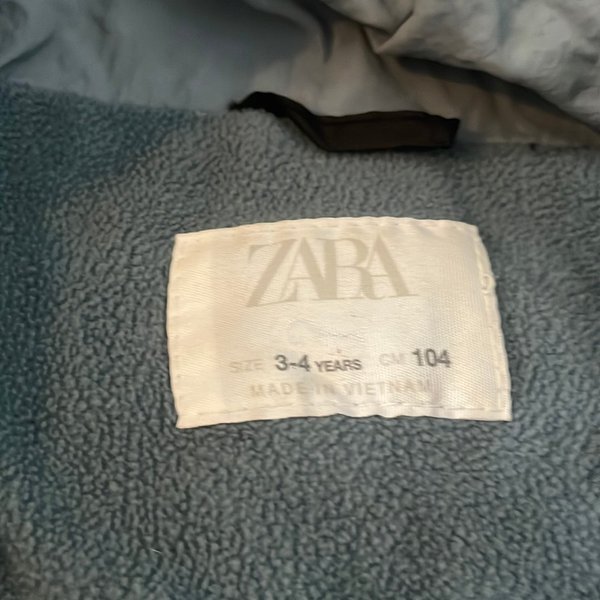 ZARA
SIZE 3-4 YEARS CM 104
MADE IN VIETNAM